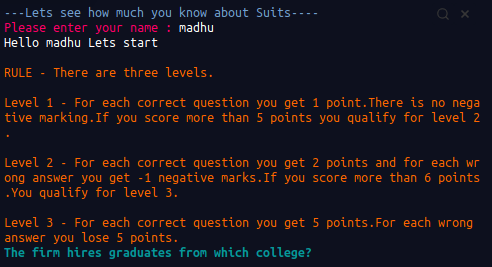 ---Lets see how much you know about Suits----
Please enter your name : madhu
Hello madhu Lets start
RULE - There are three levels.
Level 1 - For each correct question you get 1 point.There is no nega
tive marking.If you score more than 5 points you qualify for level 2
.
Level 2 - For each correct question you get 2 points and for each wr
ong answer you get -1 negative marks.If you score more than 6 points
.You qualify for level 3.
Level 3 - For each correct question you get 5 points.For each wrong
answer you lose 5 points.
The firm hires graduates from which college?